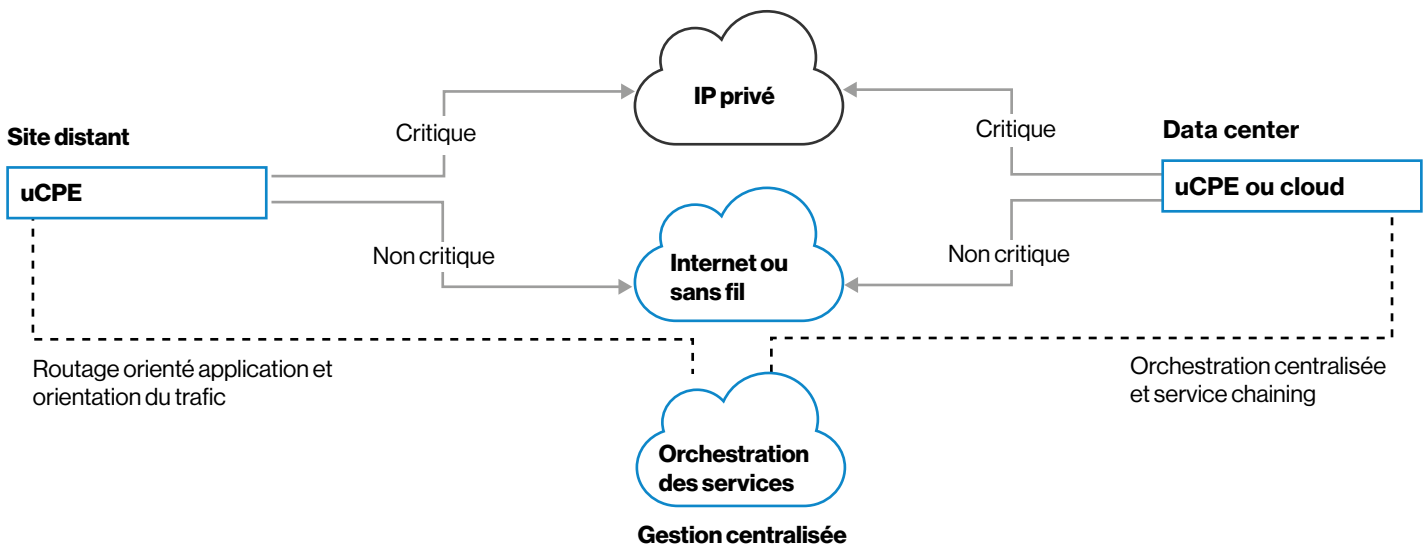 IP privé
Site distant
Critique
Critique
Data center
uCPE
uCPE ou cloud
Non critique
Internet ou
sans fil
Non critique
Routage orienté application et
orientation du trafic
Orchestration centralisée
et service chaining
Orchestration
des services
Gestion centralisée